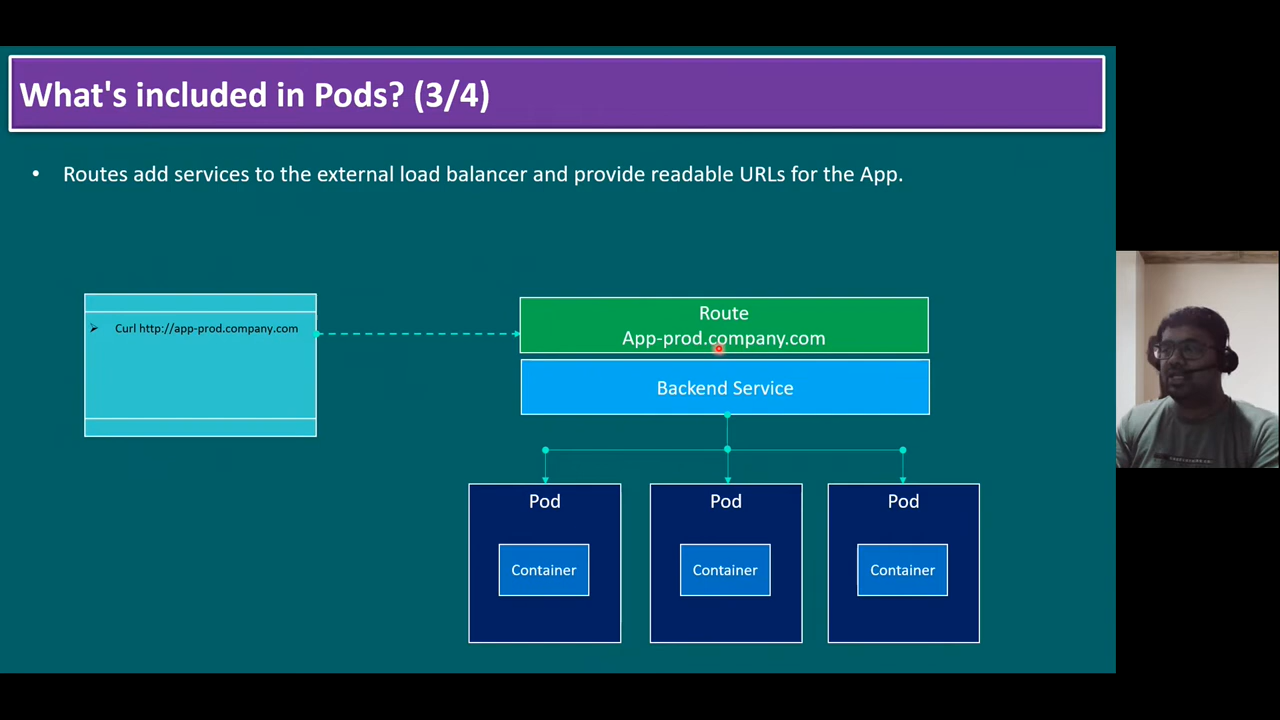 What's included in Pods? (3/4)
• Routes add services to the external load balancer and provide readable URLs for the App.
➢ Curl http://app-prod.company.com
Route
App-prod.company.com
Backend Service
Pod
Pod
Pod
Container
Container
Container